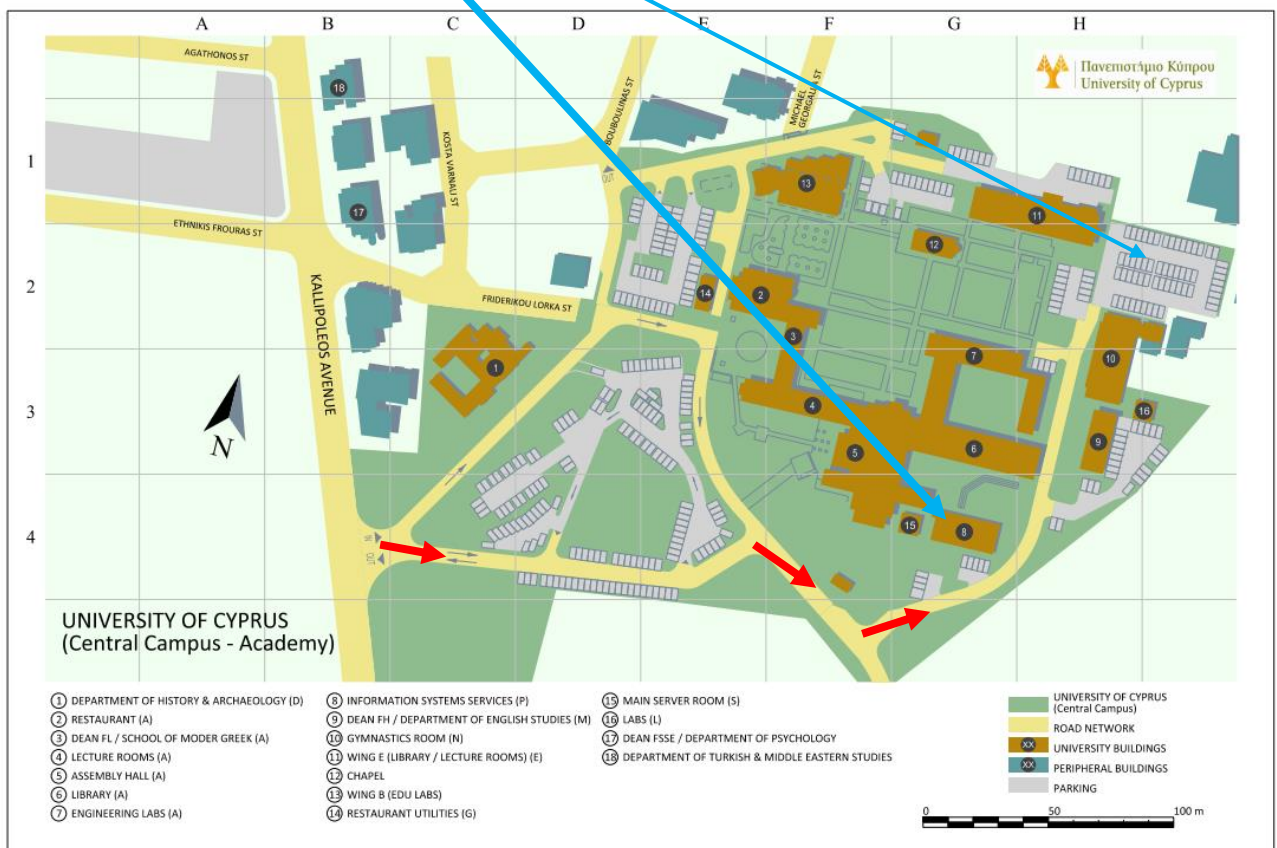 A B C D E F G H
AGATHONOS ST
18
Πανεπιστήμιο Κύπρου
University of Cyprus
BOUBOULINAS ST
MICHAEL GEORGALLA ST
KOSTA VARNALI ST
OUT
1
13
11
17
ETHNIKIS FROURAS ST
12
KALLIPOLEOS AVENUE
2
14
2
FRIDERIKOU LORKA ST
3
7
10
1
3
4
16
N
5
6
9
4
15
8
IN
OUT
UNIVERSITY OF CYPRUS
(Central Campus - Academy)
1 DEPARTMENT OF HISTORY & ARCHAEOLOGY (D)
2 RESTAURANT (A)
3 DEAN FL / SCHOOL OF MODER GREEK (A)
4 LECTURE ROOMS (A)
5 ASSEMBLY HALL (A)
6 LIBRARY (A)
7 ENGINEERING LABS (A)
8 INFORMATION SYSTEMS SERVICES (P)
9 DEAN FH / DEPARTMENT OF ENGLISH STUDIES (M)
10 GYMNASTICS ROOM (N)
11 WING E (LIBRARY / LECTURE ROOMS) (E)
12 CHAPEL
13 WING B (EDU LABS)
14 RESTAURANT UTILITIES (G)
15 MAIN SERVER ROOM (S)
16 LABS (L)
17 DEAN FSSE / DEPARTMENT OF PSYCHOLOGY
18 DEPARTMENT OF TURKISH & MIDDLE EASTERN STUDIES
UNIVERSITY OF CYPRUS
(Central Campus)
ROAD NETWORK
XX UNIVERSITY BUILDINGS
XX PERIPHERAL BUILDINGS
PARKING
0 50 100 m